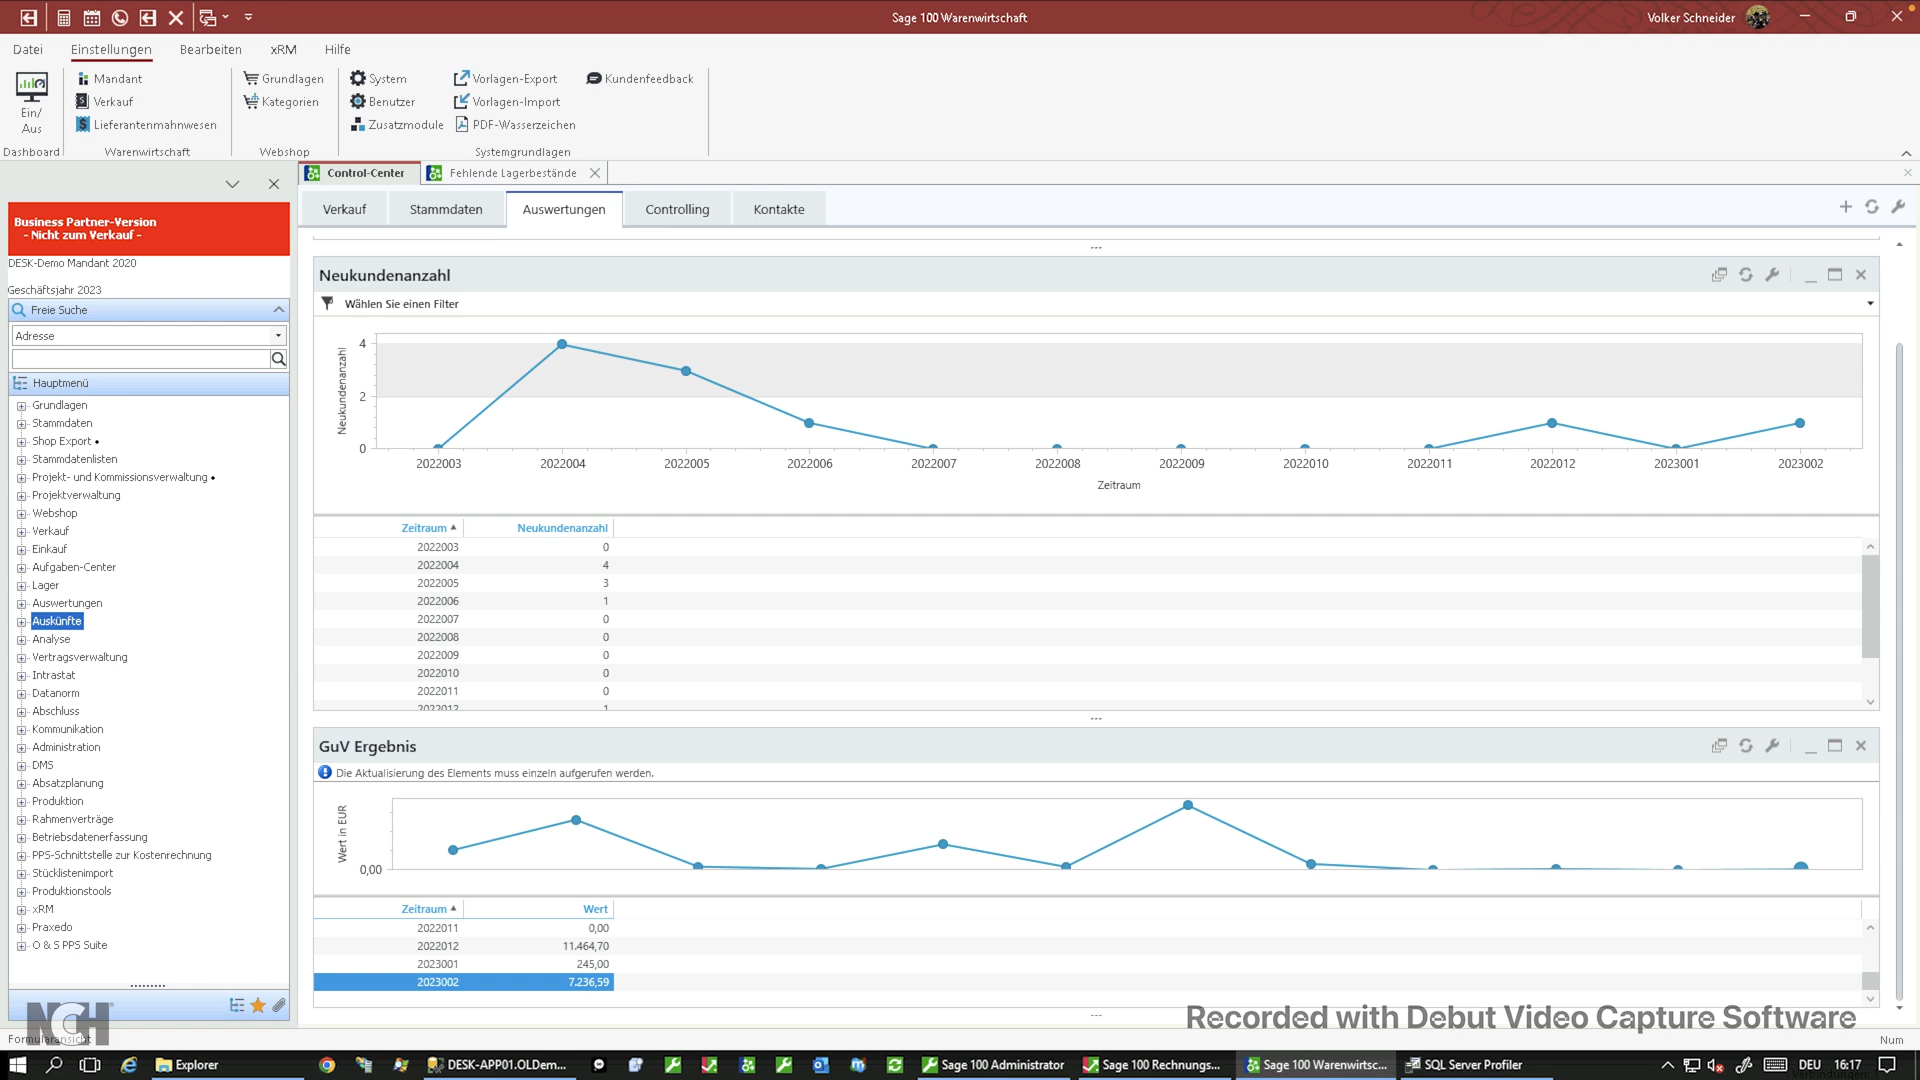 Sage 100 Warenwirtschaft
Volker Schneider
Datei
Einstellungen
Bearbeiten
xRM
Hilfe
Ein/
Aus
Dashboard
Mandant
Verkauf
Lieferantenmahnwesen
Warenwirtschaft
Grundlagen
Kategorien
Webshop
System
Benutzer
Zusatzmodule
Vorlagen-Export
Vorlagen-Import
PDF-Wasserzeichen
Kundenfeedback
Systemgrundlagen
Business Partner-Version
- Nicht zum Verkauf -
DESK-Demo Mandant 2020
Geschäftsjahr 2023
Freie Suche
Adresse
Hauptmenü
Grundlagen
Stammdaten
Shop Export •
Stammdatenlisten
Projekt- und Kommissionsverwaltung •
Projektverwaltung
Webshop
Verkauf
Einkauf
Aufgaben-Center
Lager
Auswertungen
Auskünfte
Analyse
Vertragsverwaltung
Intrastat
Datanorm
Abschluss
Kommunikation
Administration
DMS
Absatzplanung
Produktion
Rahmenverträge
Betriebsdatenerfassung
PPS-Schnittstelle zur Kostenrechnung
Stücklistenimport
Produktionstools
xRM
Praxedo
O & S PPS Suite
Control-Center
Fehlende Lagerbestände
Verkauf
Stammdaten
Auswertungen
Controlling
Kontakte
Neukundenanzahl
Wählen Sie einen Filter
Neukundenanzahl
4
2
0
2022003 2022004 2022005 2022006 2022007 2022008 2022009 2022010 2022011 2022012 2023001 2023002
Zeitraum
Zeitraum Neukundenanzahl
2022003 0
2022004 4
2022005 3
2022006 1
2022007 0
2022008 0
2022009 0
2022010 0
2022011 0
2022012 1
GuV Ergebnis
Die Aktualisierung des Elements muss einzeln aufgerufen werden.
Wert in EUR
0,00
Zeitraum Wert
2022011 0,00
2022012 11.464,70
2023001 245,00
2023002 7.236,59
NCH
Recorded with Debut Video Capture Software
Formularansicht
Num
Explorer
DESK-APP01.OLDem...
Sage 100 Administrator
Sage 100 Rechnungs...
Sage 100 Warenwirtsc...
SQL Server Profiler
DEU
16:17